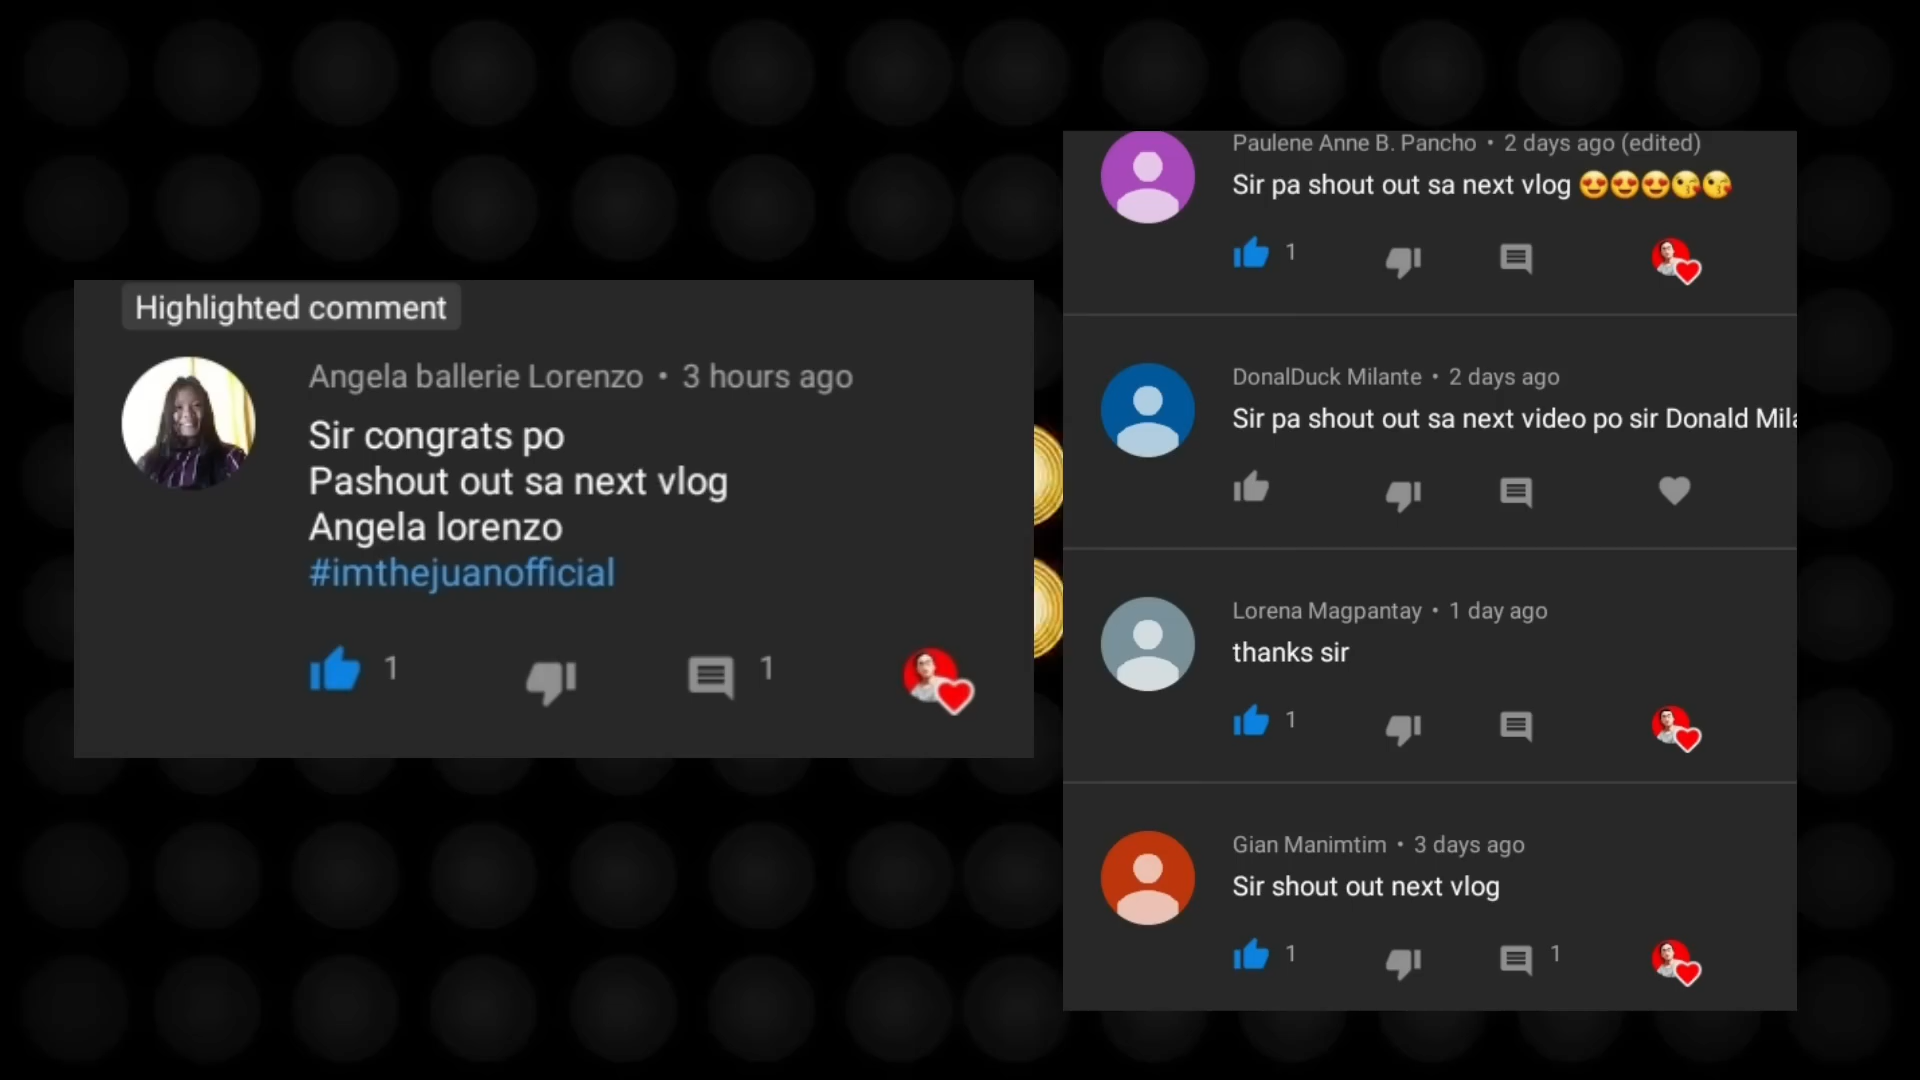 Highlighted comment
Angela ballerie Lorenzo • 3 hours ago
Sir congrats po
Pashout out sa next vlog
Angela lorenzo
#imthejuanofficial
1
1
Paulene Anne B. Pancho • 2 days ago (edited)
Sir pa shout out sa next vlog 😍😍😍😘😘
1
DonalDuck Milante • 2 days ago
Sir pa shout out sa next video po sir Donald
Lorena Magpantay • 1 day ago
thanks sir
1
Gian Manimtim • 3 days ago
Sir shout out next vlog
1
1